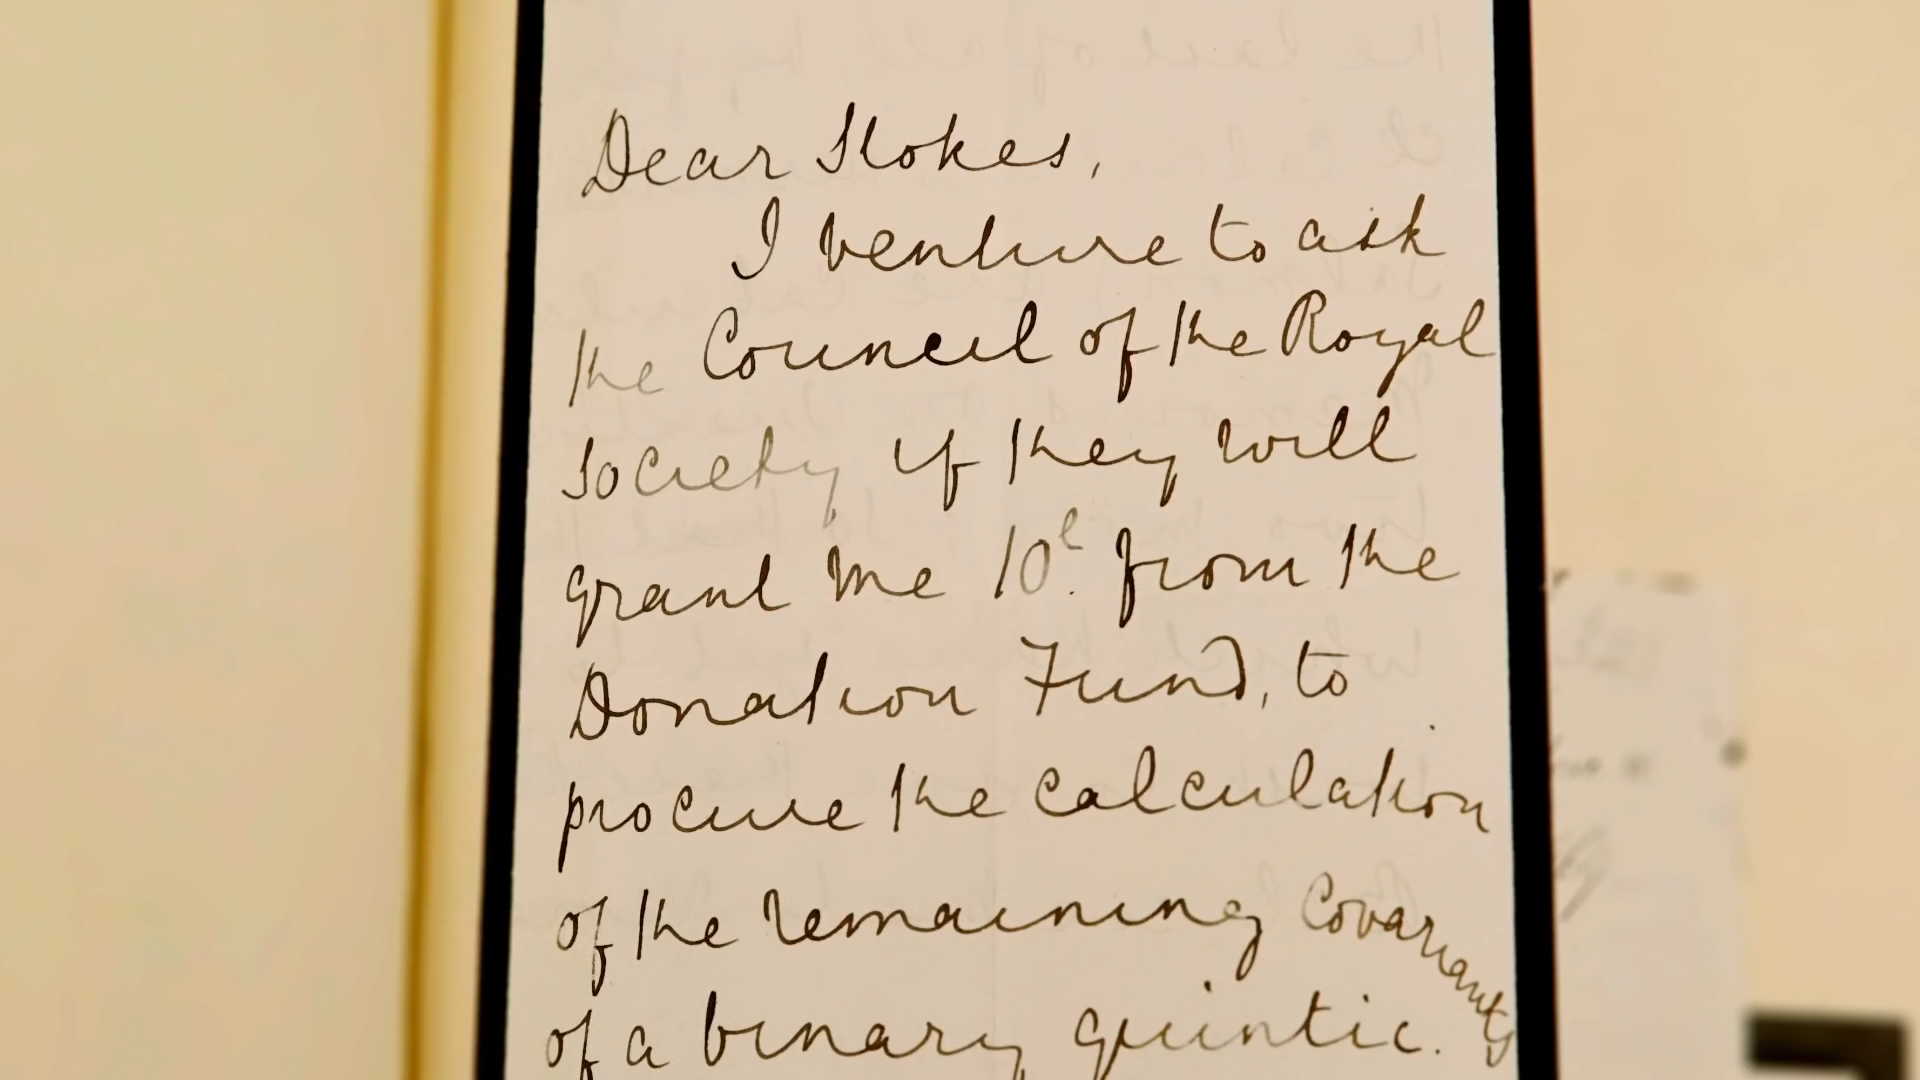 Dear Stokes,
I venture to ask
the Council of the Royal
Society if they will
grant me 10£. from the
Donation Fund, to
procure the calculation
of the remaining Covariants
of a binary quintic.